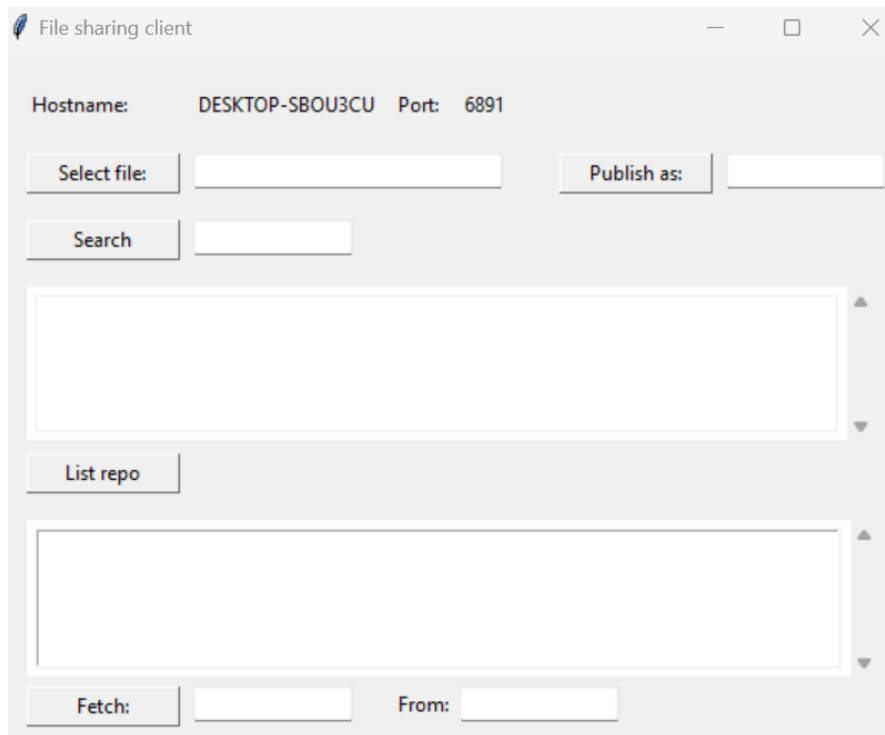 File sharing client
Hostname: DESKTOP-SBOU3CU Port: 6891
Select file: Publish as:
Search
List repo
Fetch: From: